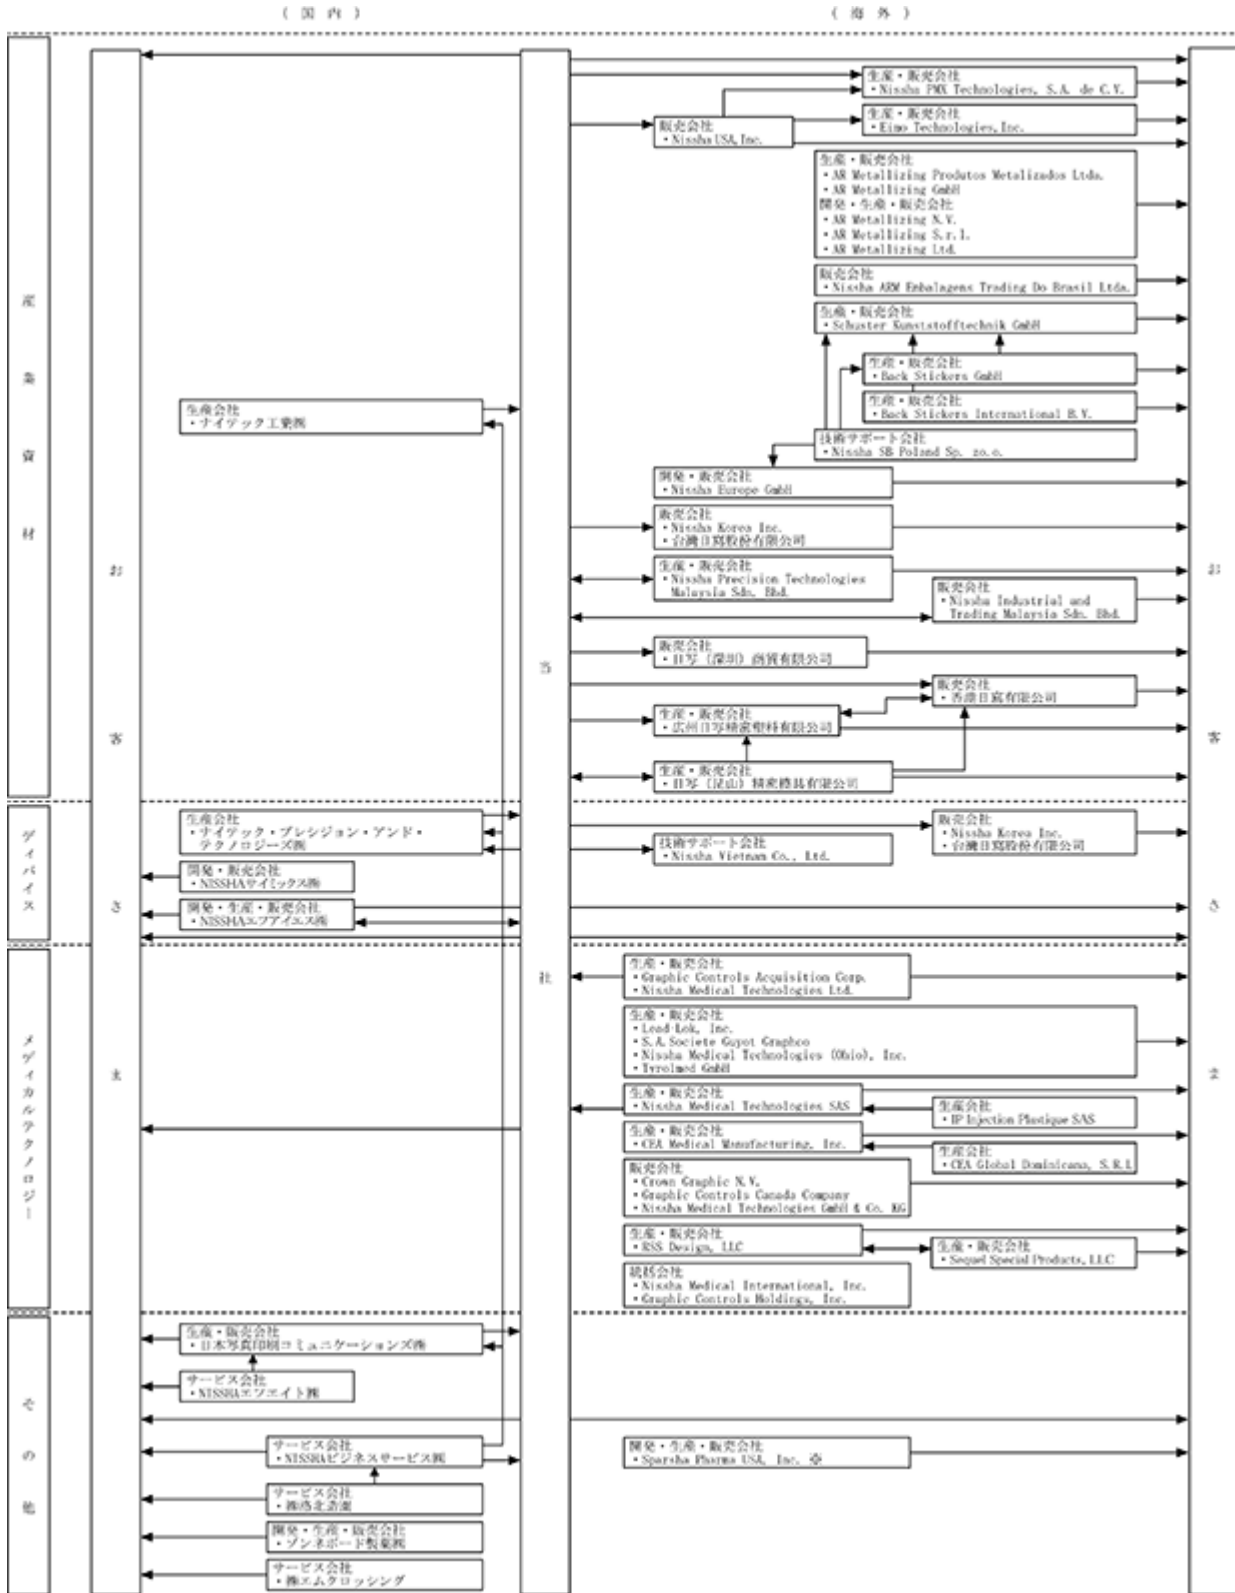 （国内）
（海外）
産業資材
お客さま
当社
お客さま
生産・販売会社
・Nissha PMX Technologies, S.A. de C.V.
販売会社
・Nissha USA,Inc.
生産・販売会社
・Eimo Technologies,Inc.
生産・販売会社
・AR Metallizing Produtos Metalizados Ltda.
・AR Metallizing GmbH
開発・生産・販売会社
・AR Metallizing N.V.
・AR Metallizing S.r.l.
・AR Metallizing Ltd.
販売会社
・Nissha ARM Embalagens Trading Do Brasil Ltda.
生産・販売会社
・Schuster Kunststofftechnik GmbH
生産・販売会社
・Back Stickers GmbH
生産・販売会社
・Back Stickers International B.V.
生産会社
・ナイテック工業㈱
技術サポート会社
・Nissha SB Poland Sp. zo.o.
開発・販売会社
・Nissha Europe GmbH
販売会社
・Nissha Korea Inc.
・台灣日寫股份有限公司
生産・販売会社
・Nissha Precision Technologies
Malaysia Sdn. Bhd.
販売会社
・Nissha Industrial and
Trading Malaysia Sdn. Bhd.
販売会社
・日写（深圳）商貿有限公司
販売会社
・香港日寫有限公司
生産・販売会社
・広州日写精密塑料有限公司
生産・販売会社
・日写（昆山）精密模具有限公司
ディバイス
生産会社
・ナイテック・プレシジョン・アンド・
テクノロジーズ㈱
販売会社
・Nissha Korea Inc.
・台灣日寫股份有限公司
技術サポート会社
・Nissha Vietnam Co., Ltd.
開発・販売会社
・NISSHAサイミックス㈱
開発・生産・販売会社
・NISSHAエフアイエス㈱
メディカルテクノロジー
生産・販売会社
・Graphic Controls Acquisition Corp.
・Nissha Medical Technologies Ltd.
生産・販売会社
・Lead-Lok, Inc.
・S.A.Societe Guyot Graphco
・Nissha Medical Technologies (Ohio), Inc.
・Tyrolmed GmbH
生産・販売会社
・Nissha Medical Technologies SAS
生産会社
・IP Injection Plastique SAS
生産・販売会社
・CEA Medical Manufacturing, Inc.
生産会社
・CEA Global Dominicana, S.R.L
販売会社
・Crown Graphic N.V.
・Graphic Controls Canada Company
・Nissha Medical Technologies GmbH & Co. KG
生産・販売会社
・RSS Design, LLC
生産・販売会社
・Sequel Special Products, LLC
統括会社
・Nissha Medical International, Inc.
・Graphic Controls Holdings, Inc.
その他
生産・販売会社
・日本写真印刷コミュニケーションズ㈱
サービス会社
・NISSHAエフエイト㈱
サービス会社
・NISSHAビジネスサービス㈱
開発・生産・販売会社
・Sparsha Pharma USA, Inc. ※
サービス会社
・㈱洛北造園
開発・生産・販売会社
・ゾンネボード製薬㈱
サービス会社
・㈱エムクロッシング